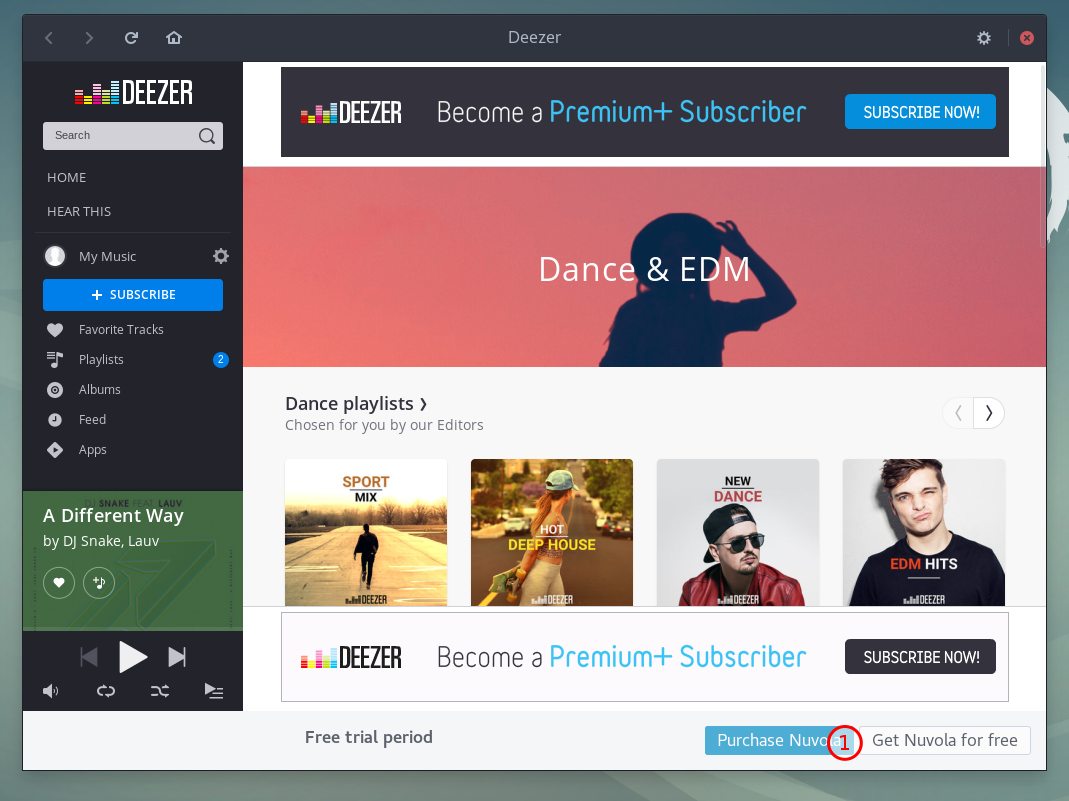 Deezer
DEEZER
Search
HOME
HEAR THIS
My Music
+ SUBSCRIBE
Favorite Tracks
Playlists 2
Albums
Feed
Apps
DJ SNAKE FEAT. LAUV
A Different Way
by DJ Snake, Lauv
DEEZER Become a Premium+ Subscriber SUBSCRIBE NOW!
Dance & EDM
Dance playlists ›
Chosen for you by our Editors
SPORT
MIX
DEEZER
HOT
DEEP HOUSE
DEEZER
NEW
DANCE
DEEZER
EDM HITS
DEEZER
DEEZER Become a Premium+ Subscriber SUBSCRIBE NOW!
Free trial period
Purchase Nuvola
1
Get Nuvola for free